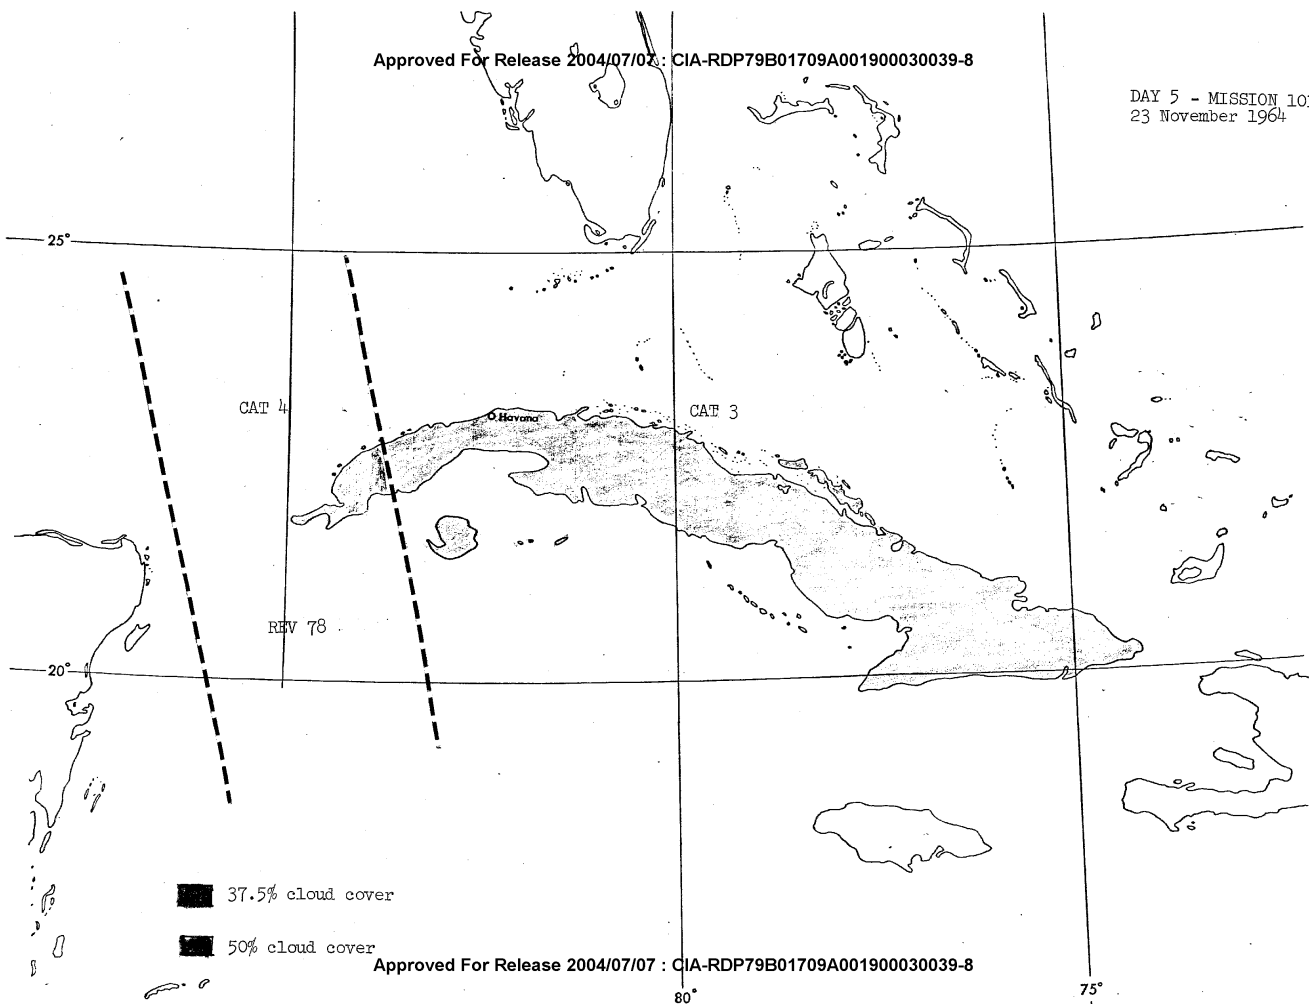 Approved For Release 2004/07/07 : CIA-RDP79B01709A001900030039-8
DAY 5 - MISSION 101
23 November 1964
25°
CAT 4
Havana
CAT 3
REV 78
20°
37.5% cloud cover
50% cloud cover
Approved For Release 2004/07/07 : CIA-RDP79B01709A001900030039-8
80°
75°